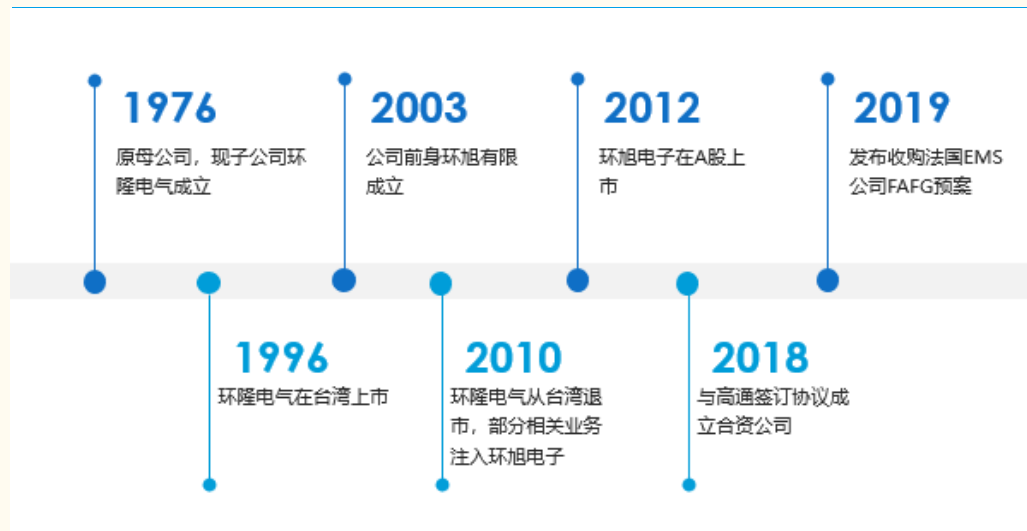 1976
原母公司，现子公司环
隆电气成立
2003
公司前身环旭有限
成立
2012
环旭电子在A股上
市
2019
发布收购法国EMS
公司FAFG预案
1996
环隆电气在台湾上市
2010
环隆电气从台湾退
市，部分相关业务
注入环旭电子
2018
与高通签订协议成
立合资公司